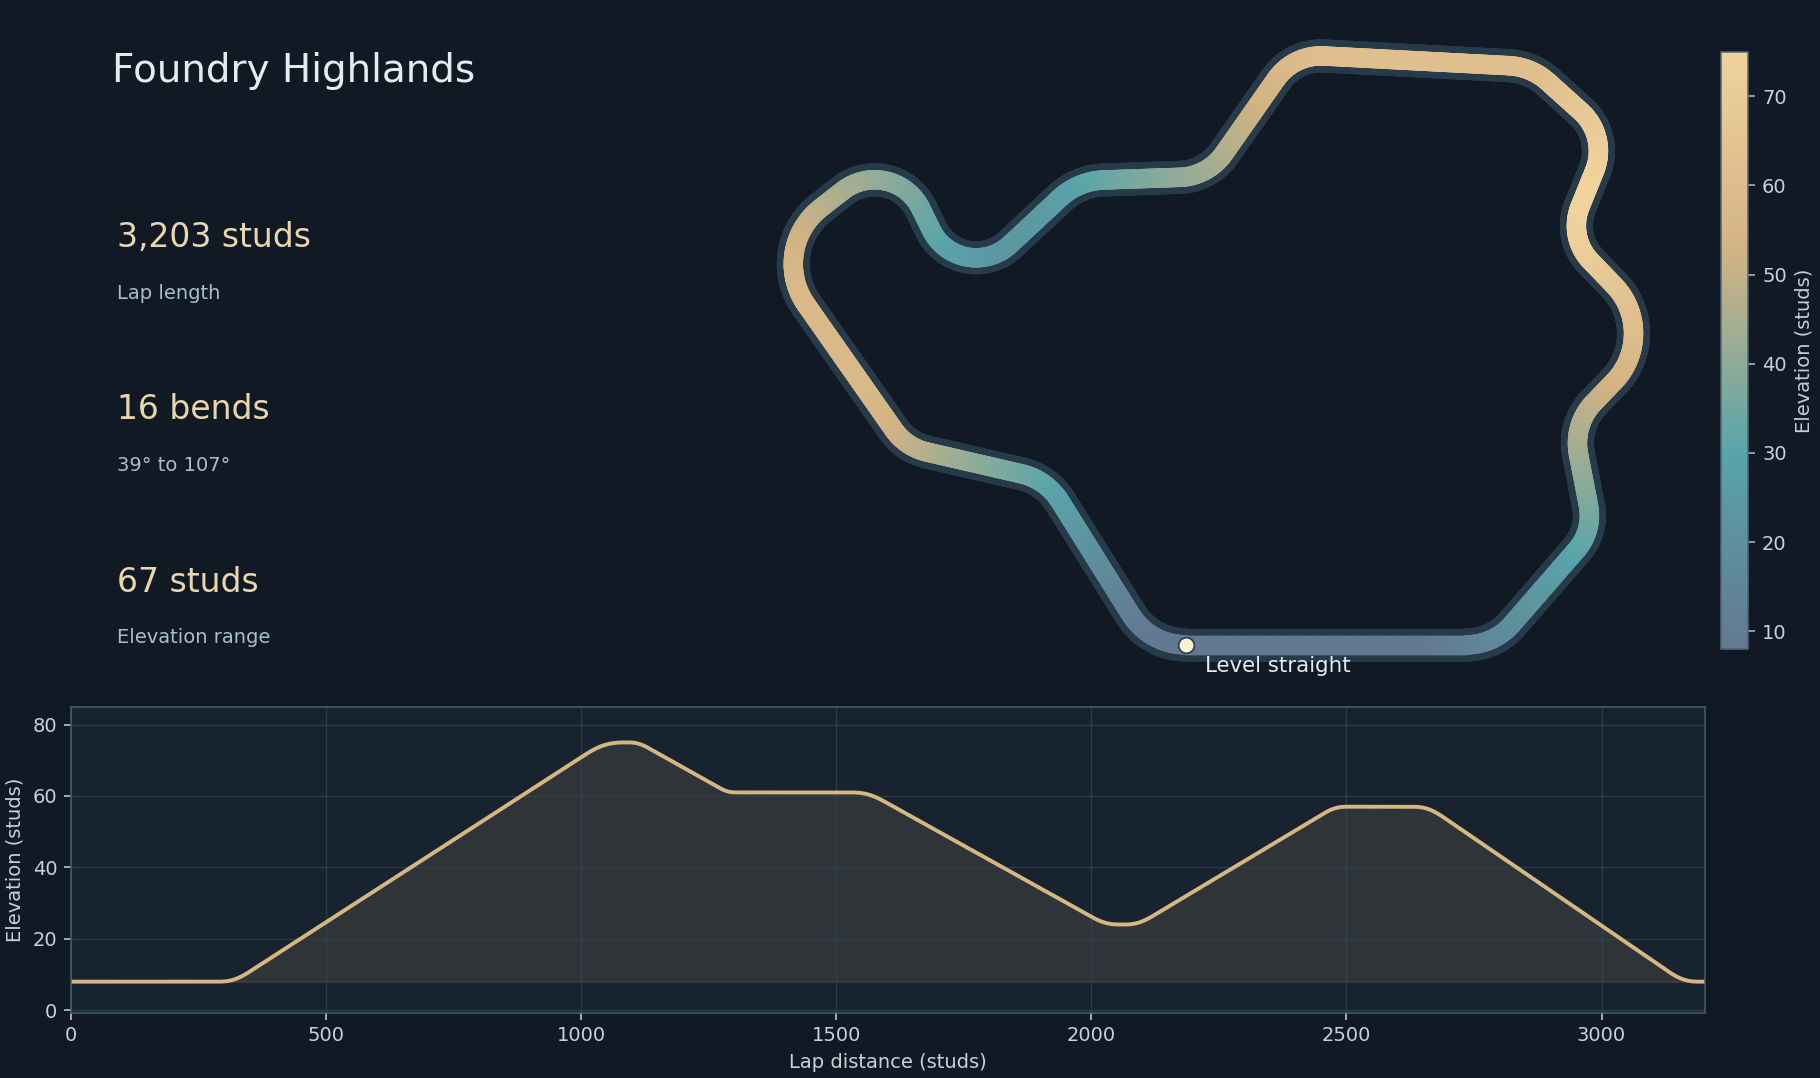 Foundry Highlands
3,203 studs
Lap length
16 bends
39° to 107°
67 studs
Elevation range
Level straight
70
60
50
40
30
20
10
Elevation (studs)
80
60
40
20
0
Elevation (studs)
0 500 1000 1500 2000 2500 3000
Lap distance (studs)